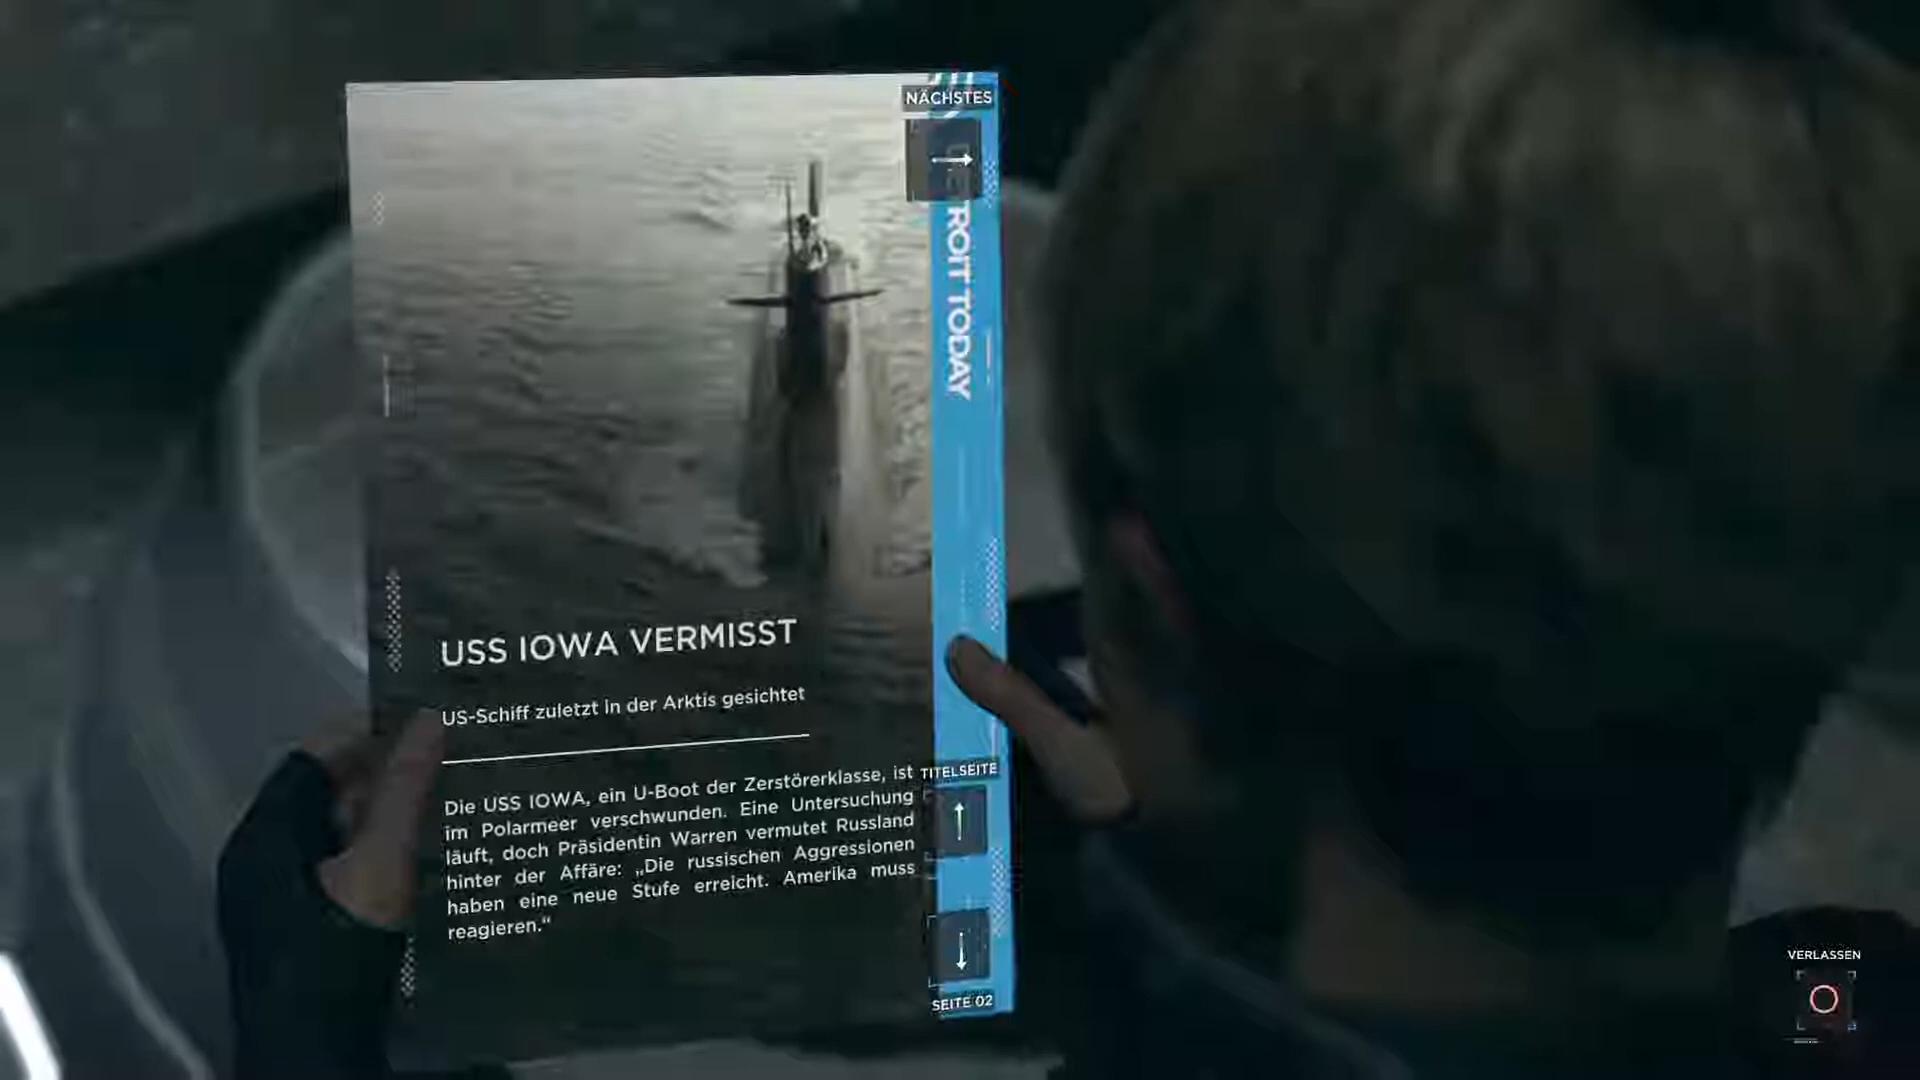 NÄCHSTES
ROIT TODAY
USS IOWA VERMISST
US-Schiff zuletzt in der Arktis gesichtet
Die USS IOWA, ein U-Boot der Zerstörerklasse, ist
im Polarmeer verschwunden. Eine Untersuchung
läuft, doch Präsidentin Warren vermutet Russland
hinter der Affäre: „Die russischen Aggressionen
haben eine neue Stufe erreicht. Amerika muss
reagieren.“
TITELSEITE
SEITE 02
VERLASSEN